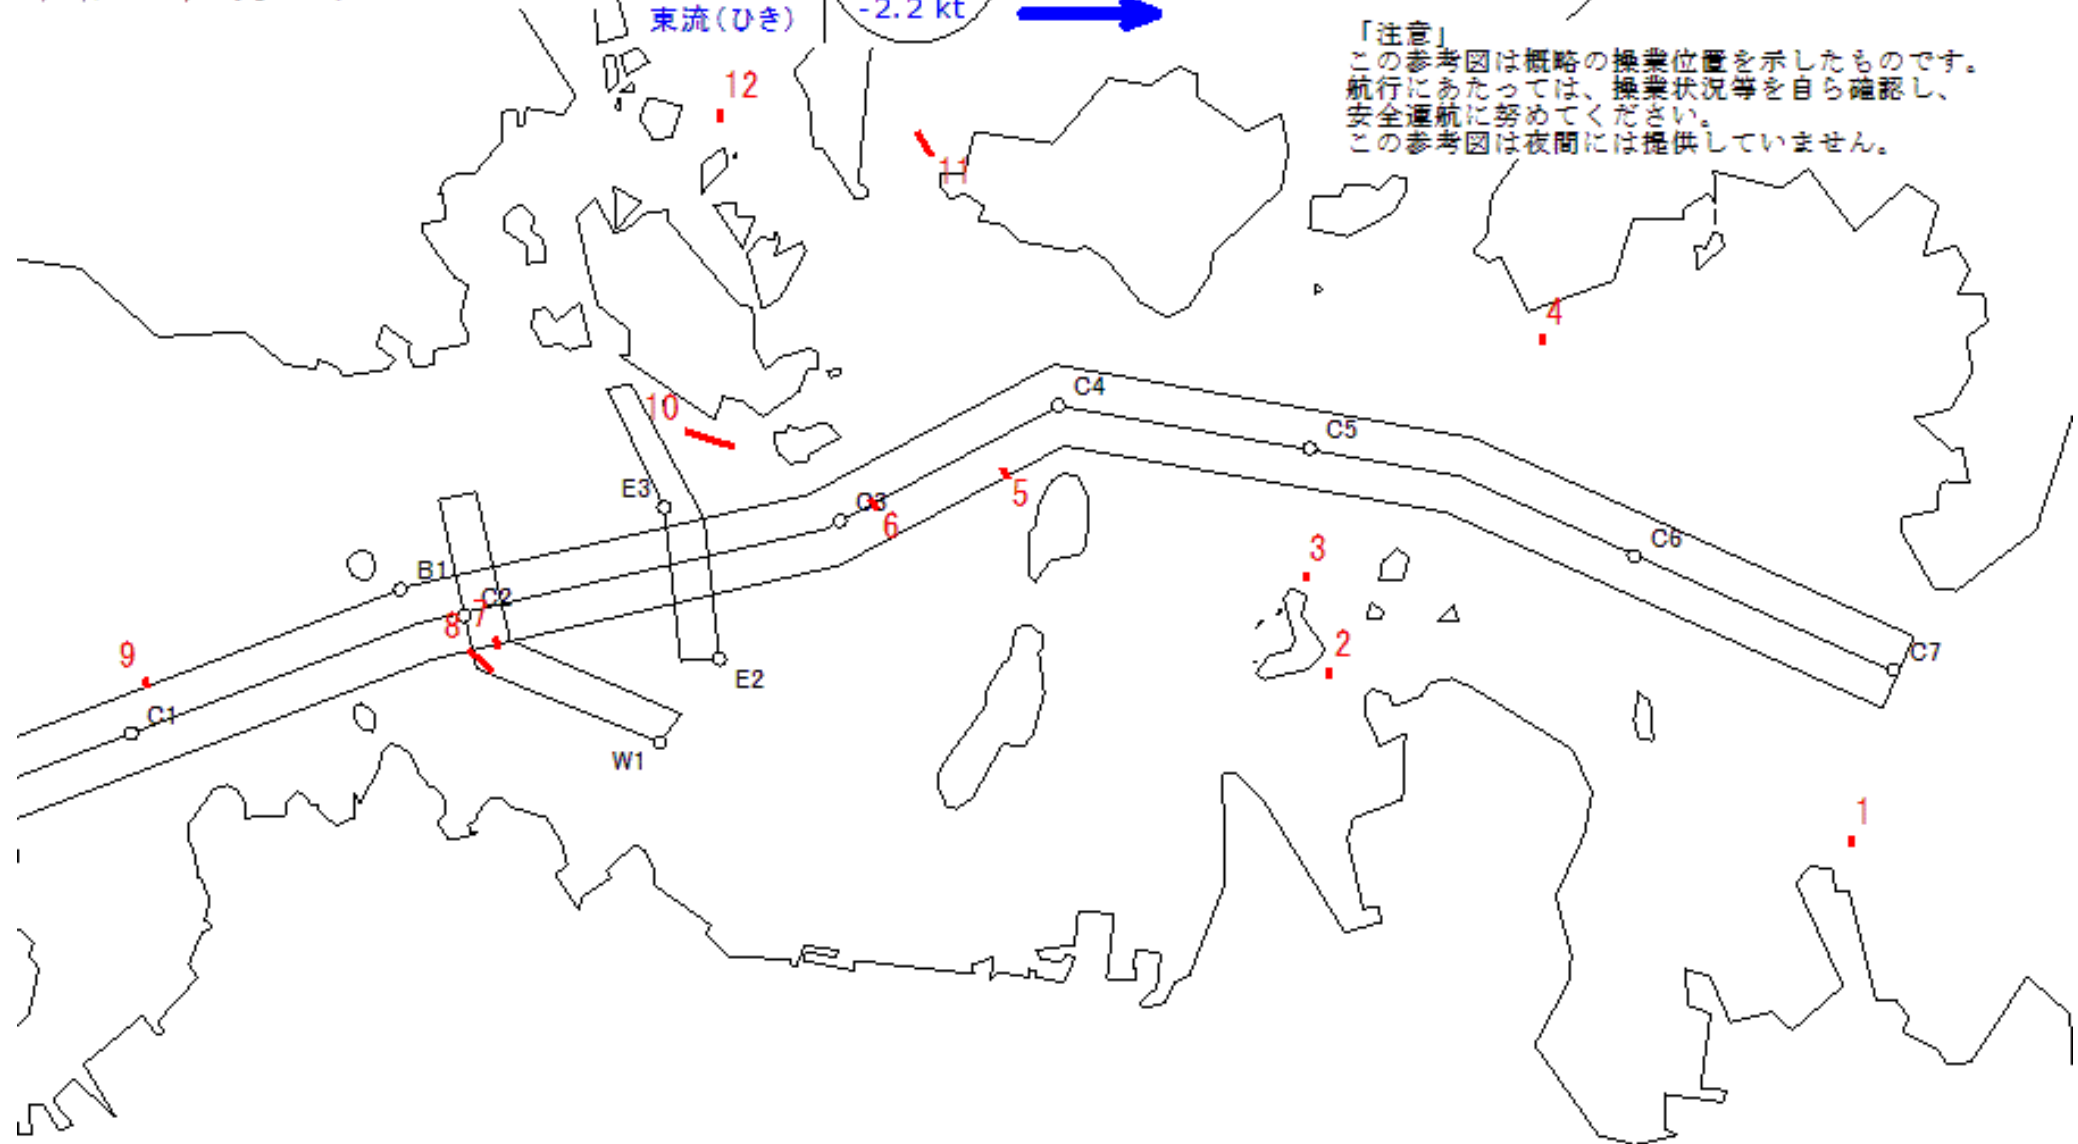 -2.2 kt
東流(ひき)
「注意」
この参考図は概略の操業位置を示したものです。
航行にあたっては、操業状況等を自ら確認し、
安全運航に努めてください。
この参考図は夜間には提供していません。
12
11
4
C4
10
C5
E3
5
C3
6
C6
3
B1
C2
7
8
2
9
C7
E2
C1
W1
1